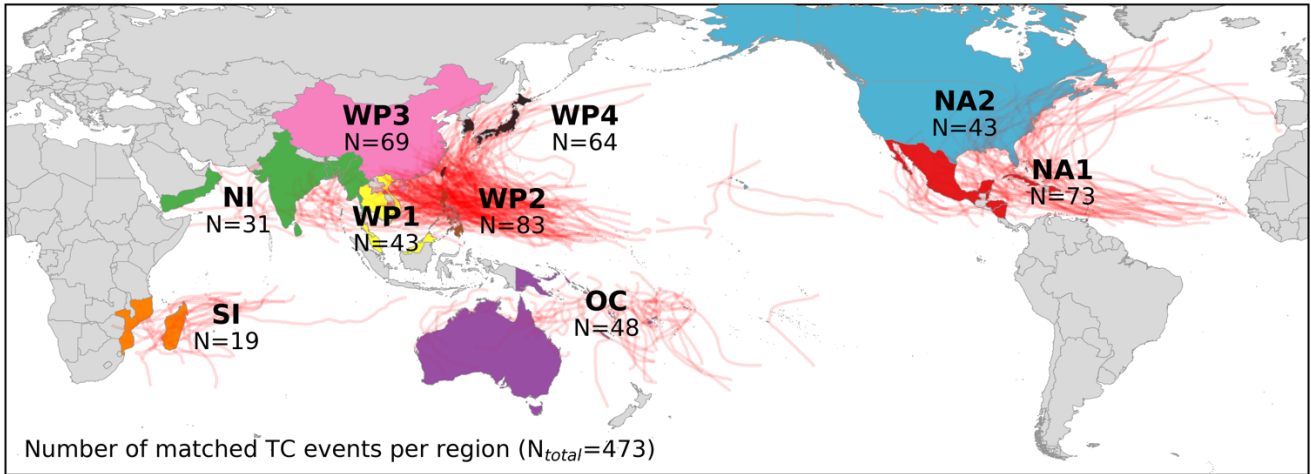 WP3
N=69
WP4
N=64
NA2
N=43
NA1
N=73
NI
N=31
WP1
N=43
WP2
N=83
SI
N=19
OC
N=48
Number of matched TC events per region (Ntotal=473)